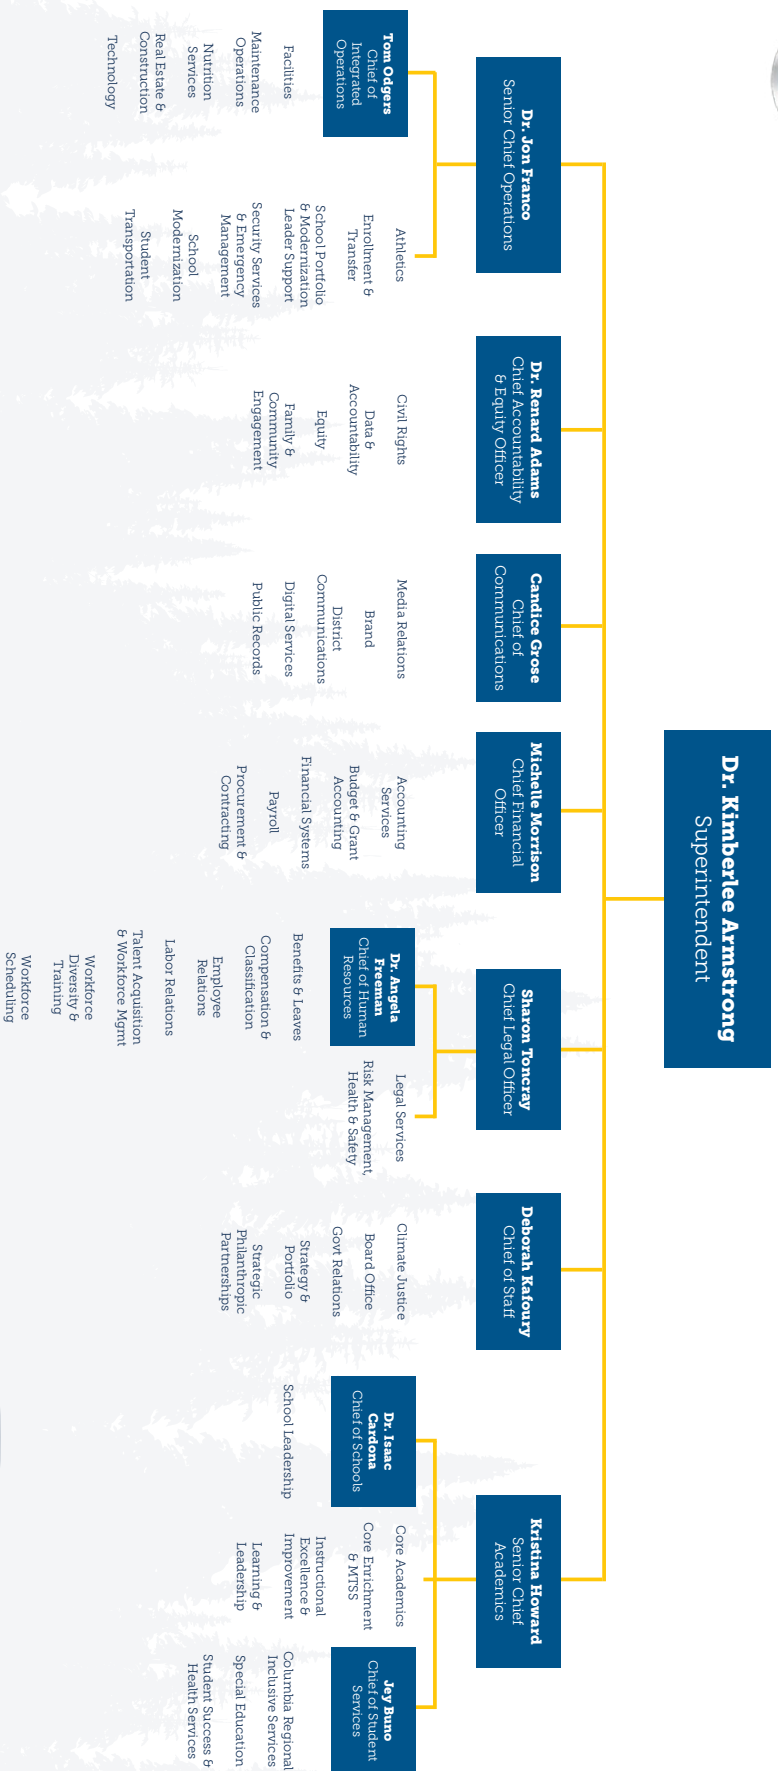 Dr. Kimberlee Armstrong
Superintendent
Dr. Jon Franco
Senior Chief Operations
Tom Odgers
Chief of
Integrated
Operations
Facilities
Maintenance
Operations
Nutrition
Services
Real Estate &
Construction
Technology
Athletics
Enrollment &
Transfer
School Portfolio
& Modernization
Leader Support
Security Services
& Emergency
Management
School
Modernization
Student
Transportation
Dr. Renard Adams
Chief Accountability
& Equity Officer
Civil Rights
Data &
Accountability
Equity
Family &
Community
Engagement
Candice Grose
Chief of
Communications
Media Relations
Brand
District
Communications
Digital Services
Public Records
Michelle Morrison
Chief Financial
Officer
Accounting
Services
Budget & Grant
Accounting
Financial Systems
Payroll
Procurement &
Contracting
Sharon Toncray
Chief Legal Officer
Dr. Angela
Freeman
Chief of Human
Resources
Benefits & Leaves
Compensation &
Classification
Employee
Relations
Labor Relations
Talent Acquisition
& Workforce Mgmt
Workforce
Diversity &
Training
Workforce
Scheduling
Legal Services
Risk Management,
Health & Safety
Deborah Kafoury
Chief of Staff
Climate Justice
Board Office
Govt Relations
Strategy &
Portfolio
Strategic
Philanthropic
Partnerships
Kristina Howard
Senior Chief
Academics
Dr. Isaac
Cardona
Chief of Schools
School Leadership
Core Academics
Core Enrichment
& MTSS
Instructional
Excellence &
Improvement
Learning &
Leadership
Jey Buno
Chief of Student
Services
Columbia Regional
Inclusive Services
Special Education
Student Success &
Health Services